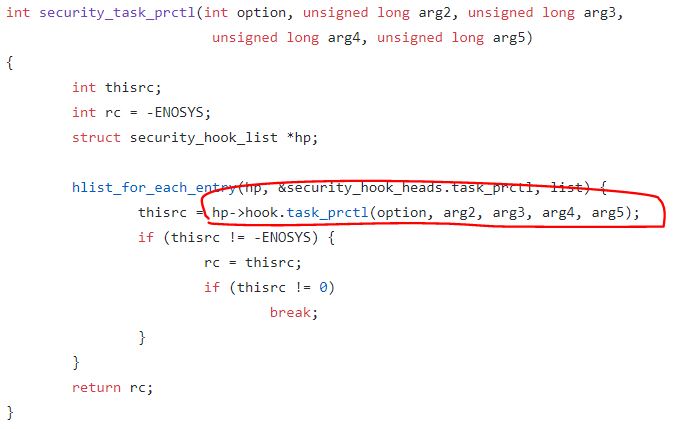 int security_task_prctl(int option, unsigned long arg2, unsigned long arg3,
                         unsigned long arg4, unsigned long arg5)
{
        int thisrc;
        int rc = -ENOSYS;
        struct security_hook_list *hp;

        hlist_for_each_entry(hp, &security_hook_heads.task_prctl, list) {
                thisrc = hp->hook.task_prctl(option, arg2, arg3, arg4, arg5);
                if (thisrc != -ENOSYS) {
                        rc = thisrc;
                        if (thisrc != 0)
                                break;
                }
        }
        return rc;
}